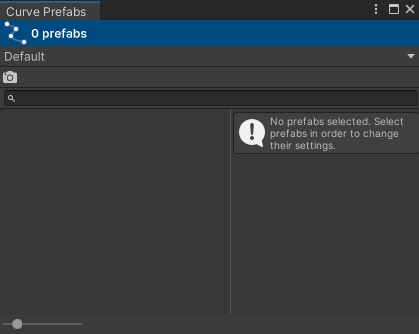 Curve Prefabs
0 prefabs
Default
No prefabs selected. Select
prefabs in order to change
their settings.